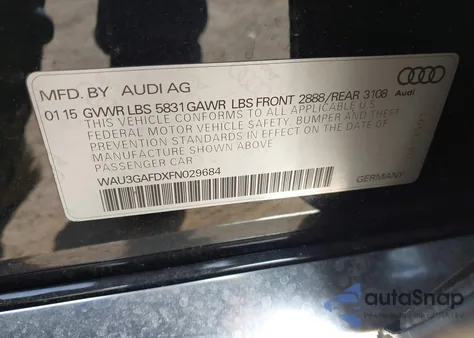 MFD. BY AUDI AG
Audi
01 15 GVWR LBS 5831 GAWR LBS FRONT 2888/REAR 3108
THIS VEHICLE CONFORMS TO ALL APPLICABLE U.S.
FEDERAL MOTOR VEHICLE SAFETY, BUMPER AND THEFT
PREVENTION STANDARDS IN EFFECT ON THE DATE OF
MANUFACTURE SHOWN ABOVE
PASSENGER CAR
WAU3GAFDXFN029684
GERMANY
autoSnap